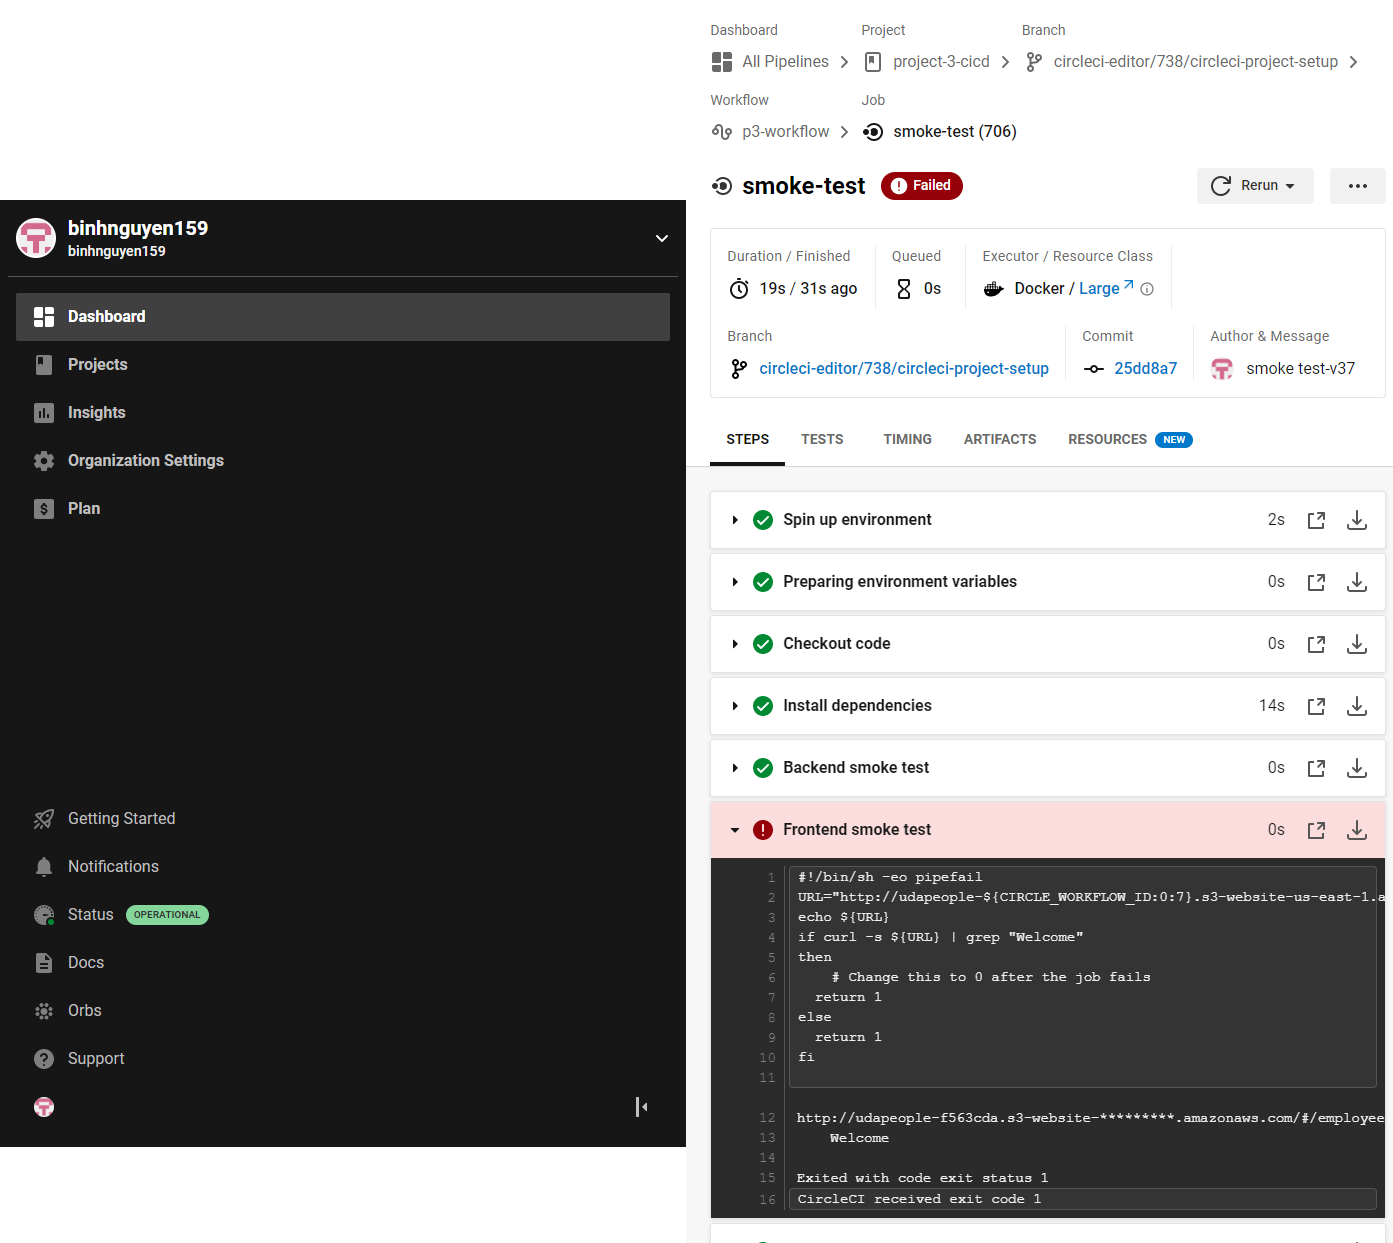 Dashboard Project Branch
All Pipelines project-3-cicd circleci-editor/738/circleci-project-setup
Workflow Job
p3-workflow smoke-test (706)
smoke-test Failed Rerun
binhnguyen159
binhnguyen159
Dashboard
Projects
Insights
Organization Settings
Plan
Getting Started
Notifications
Status OPERATIONAL
Docs
Orbs
Support
Duration / Finished Queued Executor / Resource Class
19s / 31s ago 0s Docker / Large
Branch Commit Author & Message
circleci-editor/738/circleci-project-setup 25dd8a7 smoke test-v37
STEPS TESTS TIMING ARTIFACTS RESOURCES NEW
Spin up environment 2s
Preparing environment variables 0s
Checkout code 0s
Install dependencies 14s
Backend smoke test 0s
Frontend smoke test 0s
1 #!/bin/sh -eo pipefail
2 URL="http://udapeople-${CIRCLE_WORKFLOW_ID:0:7}.s3-website-us-east-1.a
3 echo ${URL}
4 if curl -s ${URL} | grep "Welcome"
5 then
6 # Change this to 0 after the job fails
7 return 1
8 else
9 return 1
10 fi
11
12 http://udapeople-f563cda.s3-website-*********.amazonaws.com/#/employee
13 Welcome
14
15 Exited with code exit status 1
16 CircleCI received exit code 1